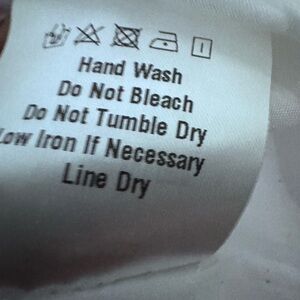 Hand Wash
Do Not Bleach
Do Not Tumble Dry
Low Iron If Necessary
Line Dry